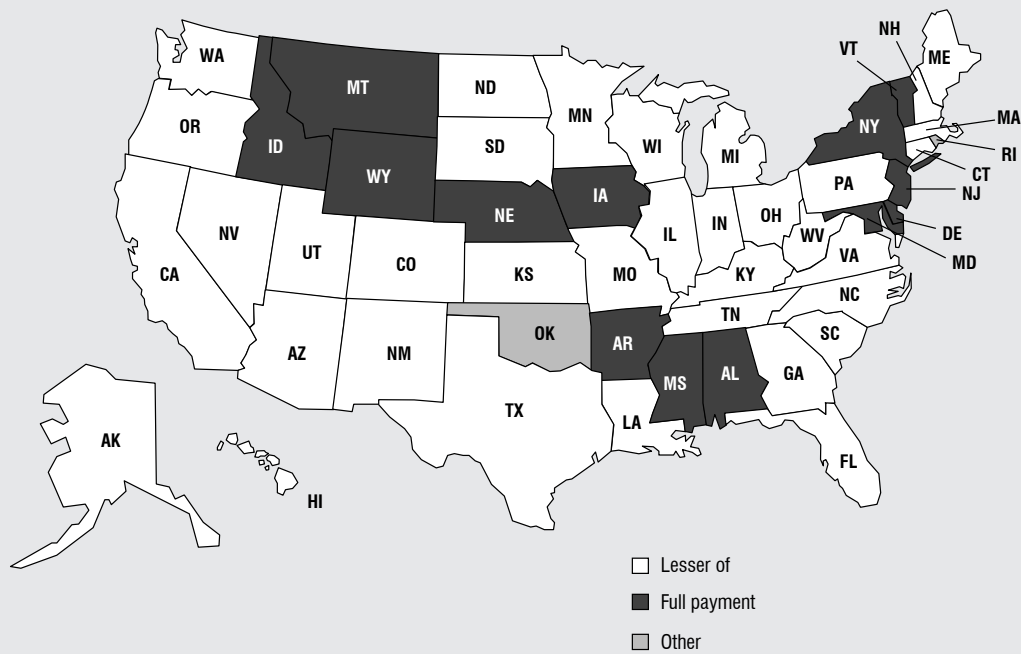 WA
MT
ND
MN
VT
NH
ME
OR
ID
SD
WI
MI
NY
MA
RI
CT
WY
IA
PA
NJ
NE
NV
UT
CO
IL
IN
OH
WV
DE
MD
CA
KS
MO
KY
VA
NC
TN
AZ
NM
OK
AR
SC
MS
AL
GA
TX
LA
FL
AK
HI
Lesser of
Full payment
Other